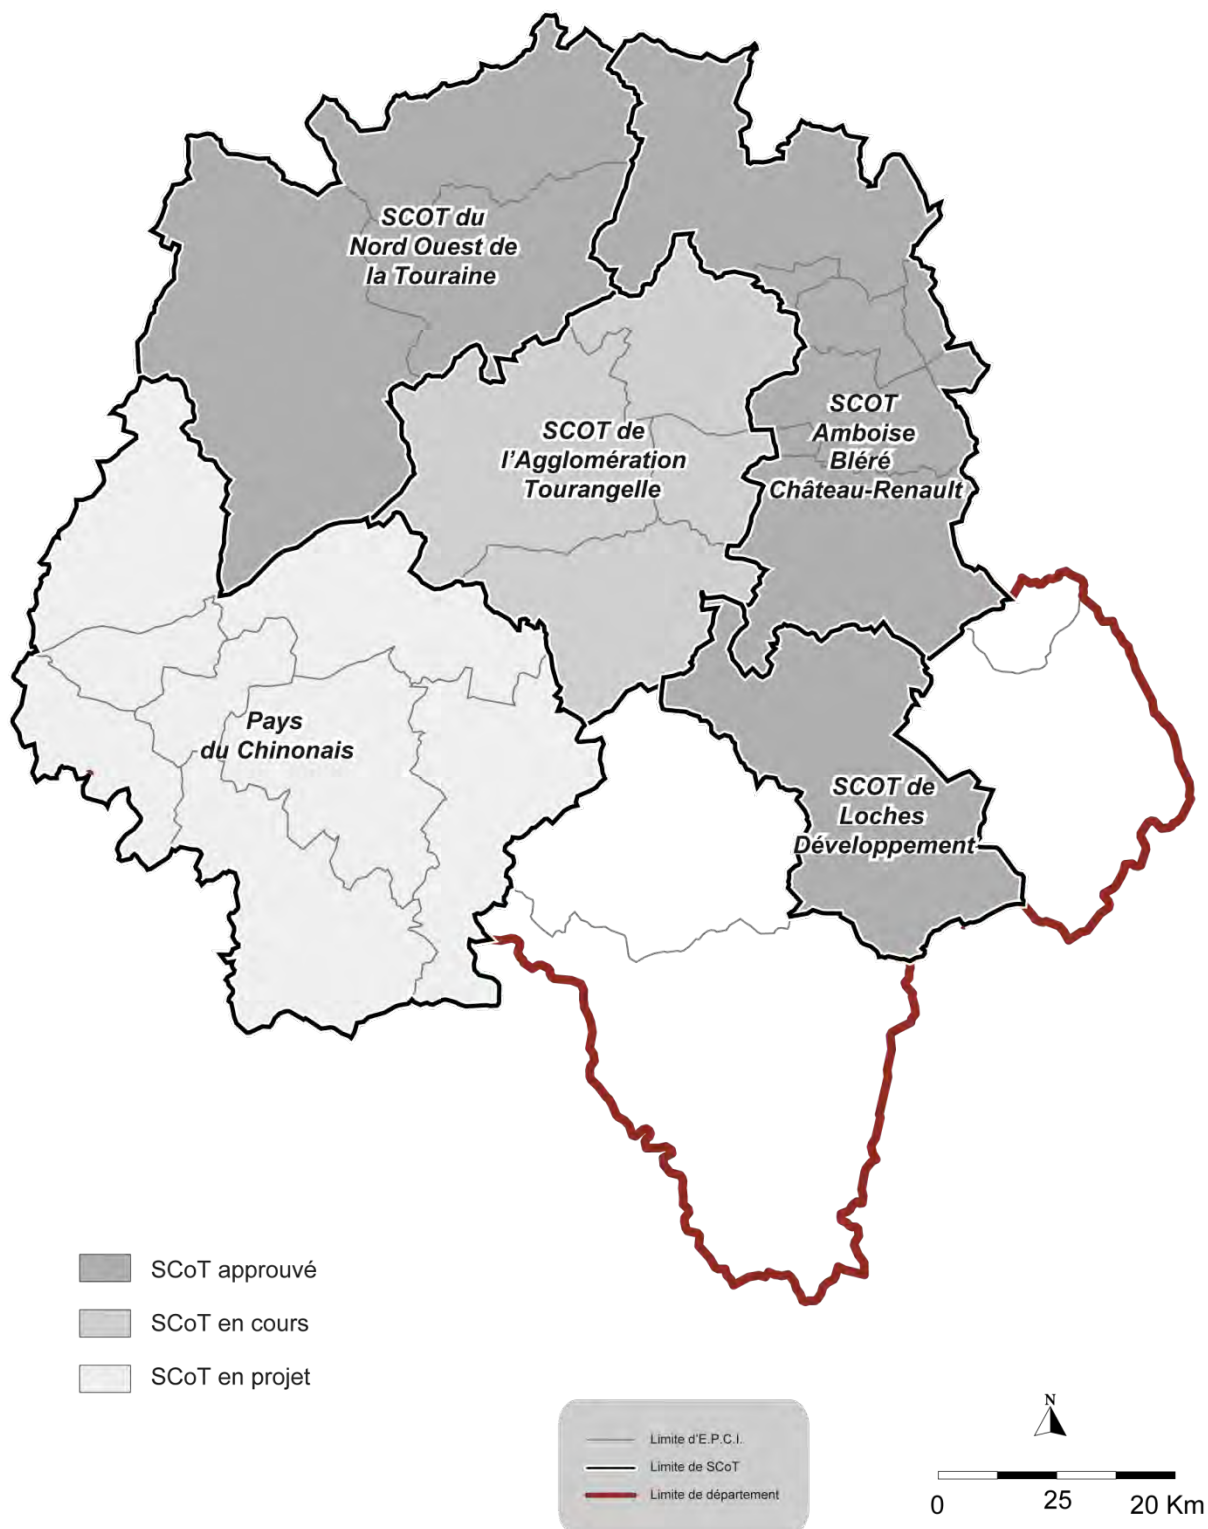 SCOT du
Nord Ouest de
la Touraine
SCOT de
l'Agglomération
Tourangelle
SCOT
Amboise
Bléré
Château-Renault
Pays
du Chinonais
SCOT de
Loches
Développement
SCoT approuvé
SCoT en cours
SCoT en projet
Limite d'E.P.C.I.
Limite de SCoT
Limite de département
N
0 25 20 Km